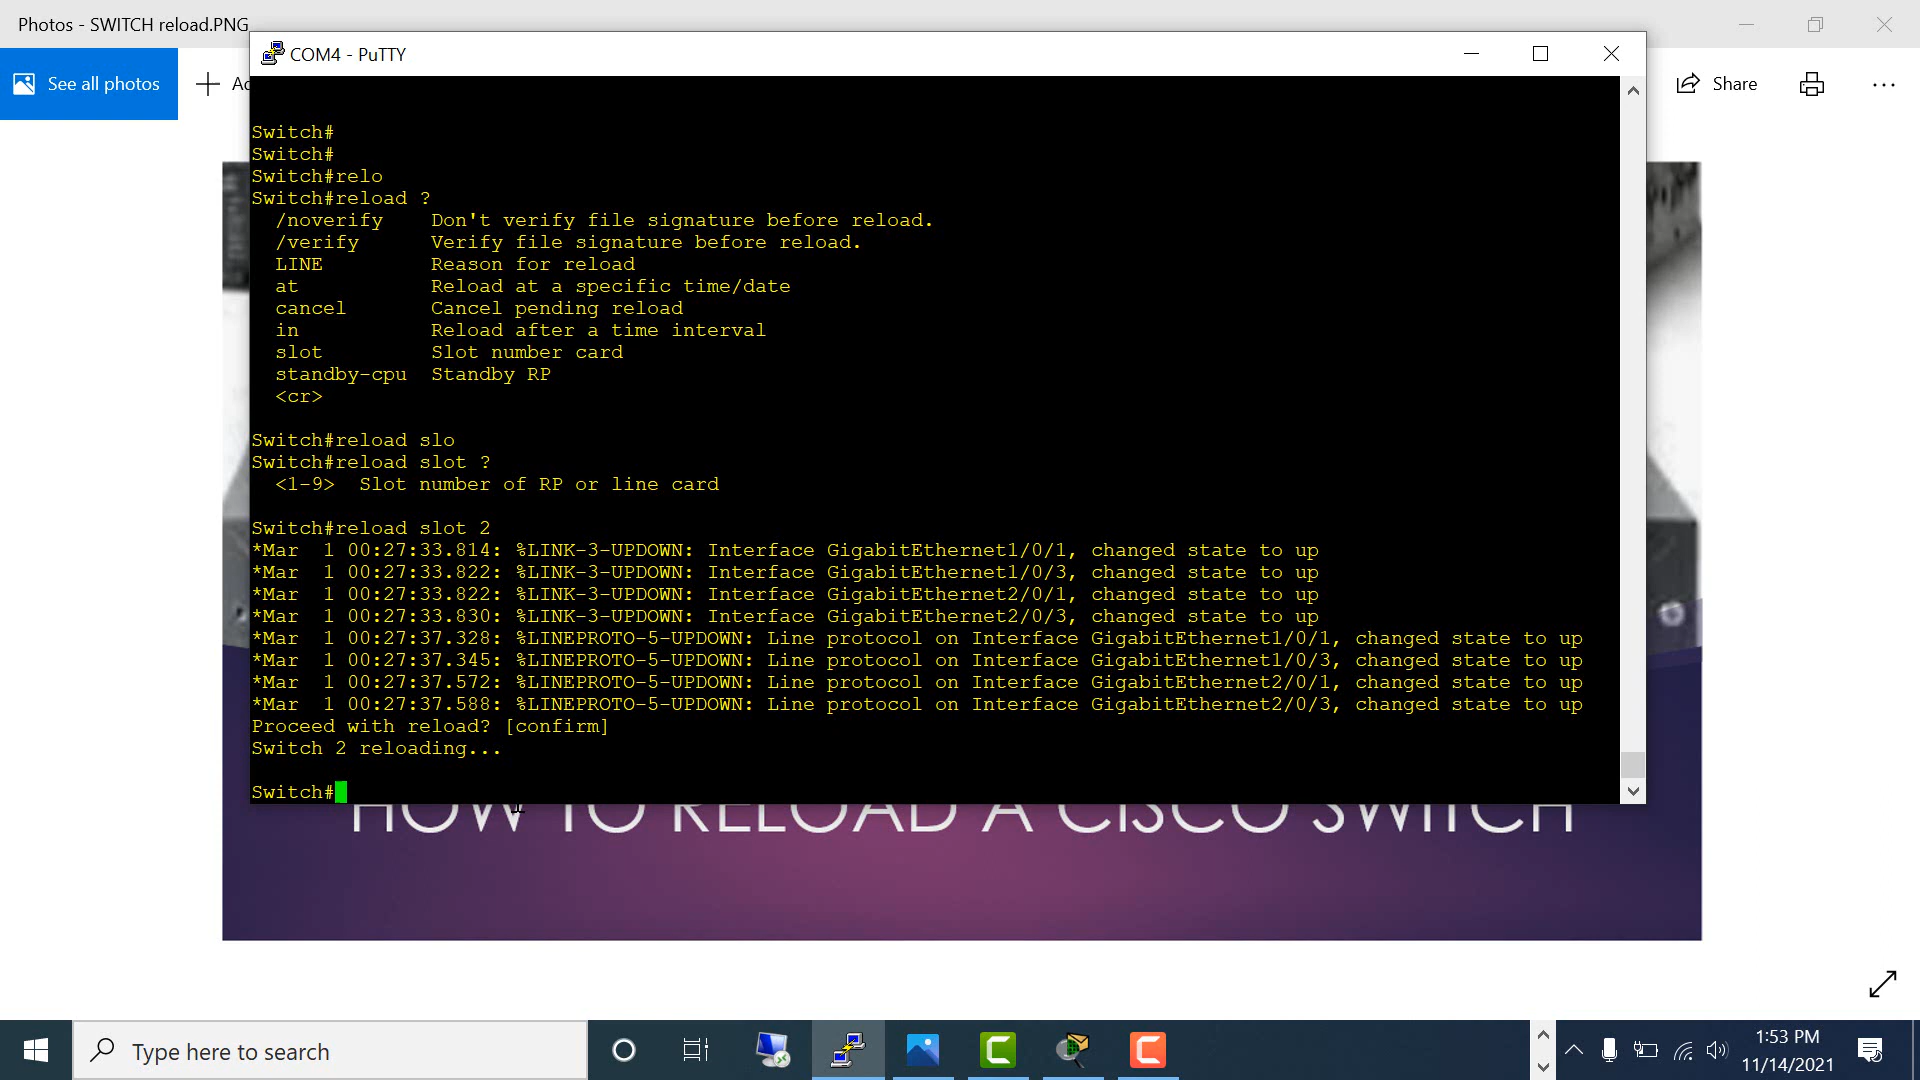 Photos - SWITCH reload.PNG
COM4 - PuTTY
See all photos
Share
Switch#
Switch#
Switch#relo
Switch#reload ?
/noverify Don't verify file signature before reload.
/verify Verify file signature before reload.
LINE Reason for reload
at Reload at a specific time/date
cancel Cancel pending reload
in Reload after a time interval
slot Slot number card
standby-cpu Standby RP
<cr>
Switch#reload slo
Switch#reload slot ?
<1-9> Slot number of RP or line card
Switch#reload slot 2
*Mar 1 00:27:33.814: %LINK-3-UPDOWN: Interface GigabitEthernet1/0/1, changed state to up
*Mar 1 00:27:33.822: %LINK-3-UPDOWN: Interface GigabitEthernet1/0/3, changed state to up
*Mar 1 00:27:33.822: %LINK-3-UPDOWN: Interface GigabitEthernet2/0/1, changed state to up
*Mar 1 00:27:33.830: %LINK-3-UPDOWN: Interface GigabitEthernet2/0/3, changed state to up
*Mar 1 00:27:37.328: %LINEPROTO-5-UPDOWN: Line protocol on Interface GigabitEthernet1/0/1, changed state to up
*Mar 1 00:27:37.345: %LINEPROTO-5-UPDOWN: Line protocol on Interface GigabitEthernet1/0/3, changed state to up
*Mar 1 00:27:37.572: %LINEPROTO-5-UPDOWN: Line protocol on Interface GigabitEthernet2/0/1, changed state to up
*Mar 1 00:27:37.588: %LINEPROTO-5-UPDOWN: Line protocol on Interface GigabitEthernet2/0/3, changed state to up
Proceed with reload? [confirm]
Switch 2 reloading...
Switch#
HOW TO RELOAD A CISCO SWITCH
Type here to search
1:53 PM
11/14/2021